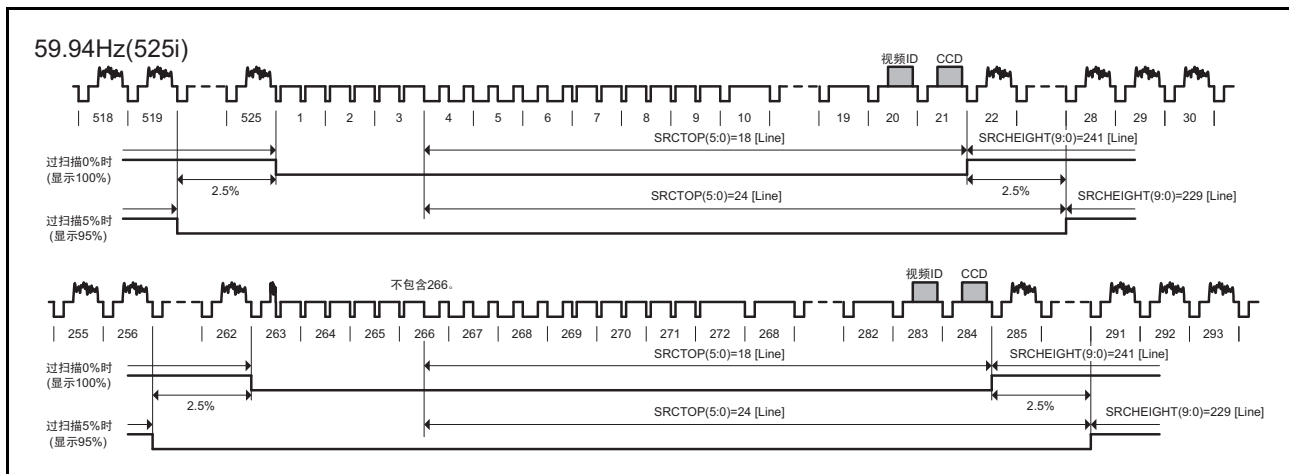 59.94Hz(525i)
视频ID CCD
518 519 525 1 2 3 4 5 6 7 8 9 10 19 20 21 22 28 29 30
SRCTOP(5:0)=18 [Line] SRCHEIGHT(9:0)=241 [Line]
过扫描0%时
(显示100%)
2.5% 2.5%
SRCTOP(5:0)=24 [Line] SRCHEIGHT(9:0)=229 [Line]
过扫描5%时
(显示95%)
不包含266。 视频ID CCD
255 256 262 263 264 265 266 267 268 269 270 271 272 268 282 283 284 285 291 292 293
SRCTOP(5:0)=18 [Line] SRCHEIGHT(9:0)=241 [Line]
过扫描0%时
(显示100%)
2.5% 2.5%
SRCTOP(5:0)=24 [Line] SRCHEIGHT(9:0)=229 [Line]
过扫描5%时
(显示95%)